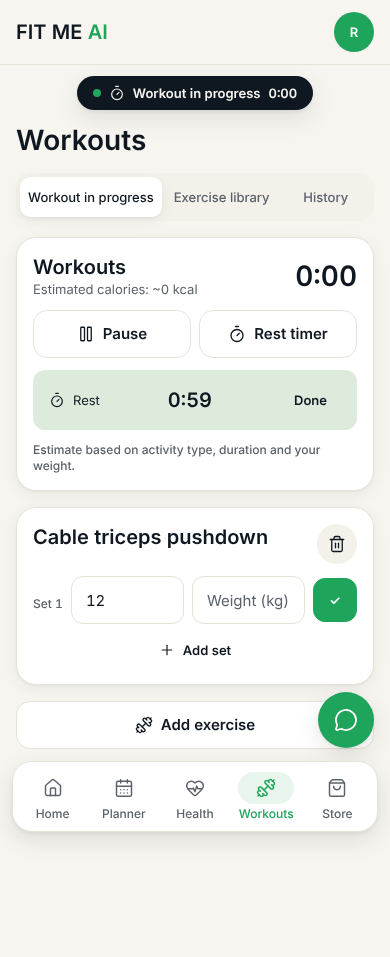 FIT ME AI
R
Workout in progress 0:00
Workouts
Workout in progress
Exercise library
History
Workouts
0:00
Estimated calories: ~0 kcal
Pause
Rest timer
Rest
0:59
Done
Estimate based on activity type, duration and your
weight.
Cable triceps pushdown
Set 1
12
Weight (kg)
Add set
Add exercise
Home
Planner
Health
Workouts
Store